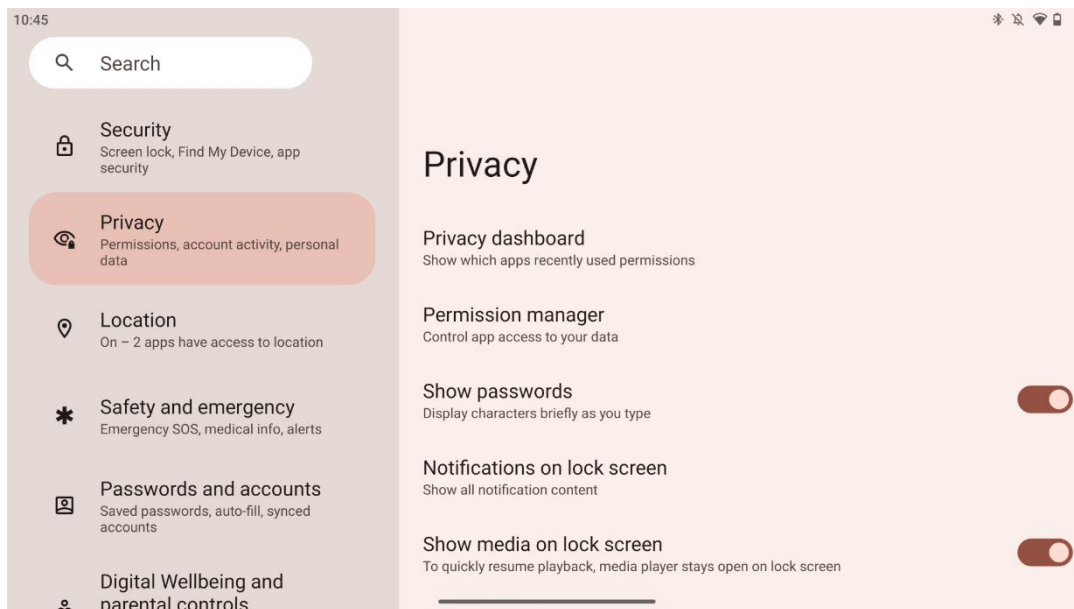 10:45
Search
Security
Screen lock, Find My Device, app
security
Privacy
Permissions, account activity, personal
data
Location
On – 2 apps have access to location
Safety and emergency
Emergency SOS, medical info, alerts
Passwords and accounts
Saved passwords, auto-fill, synced
accounts
Digital Wellbeing and
parental controls
Privacy
Privacy dashboard
Show which apps recently used permissions
Permission manager
Control app access to your data
Show passwords
Display characters briefly as you type
Notifications on lock screen
Show all notification content
Show media on lock screen
To quickly resume playback, media player stays open on lock screen